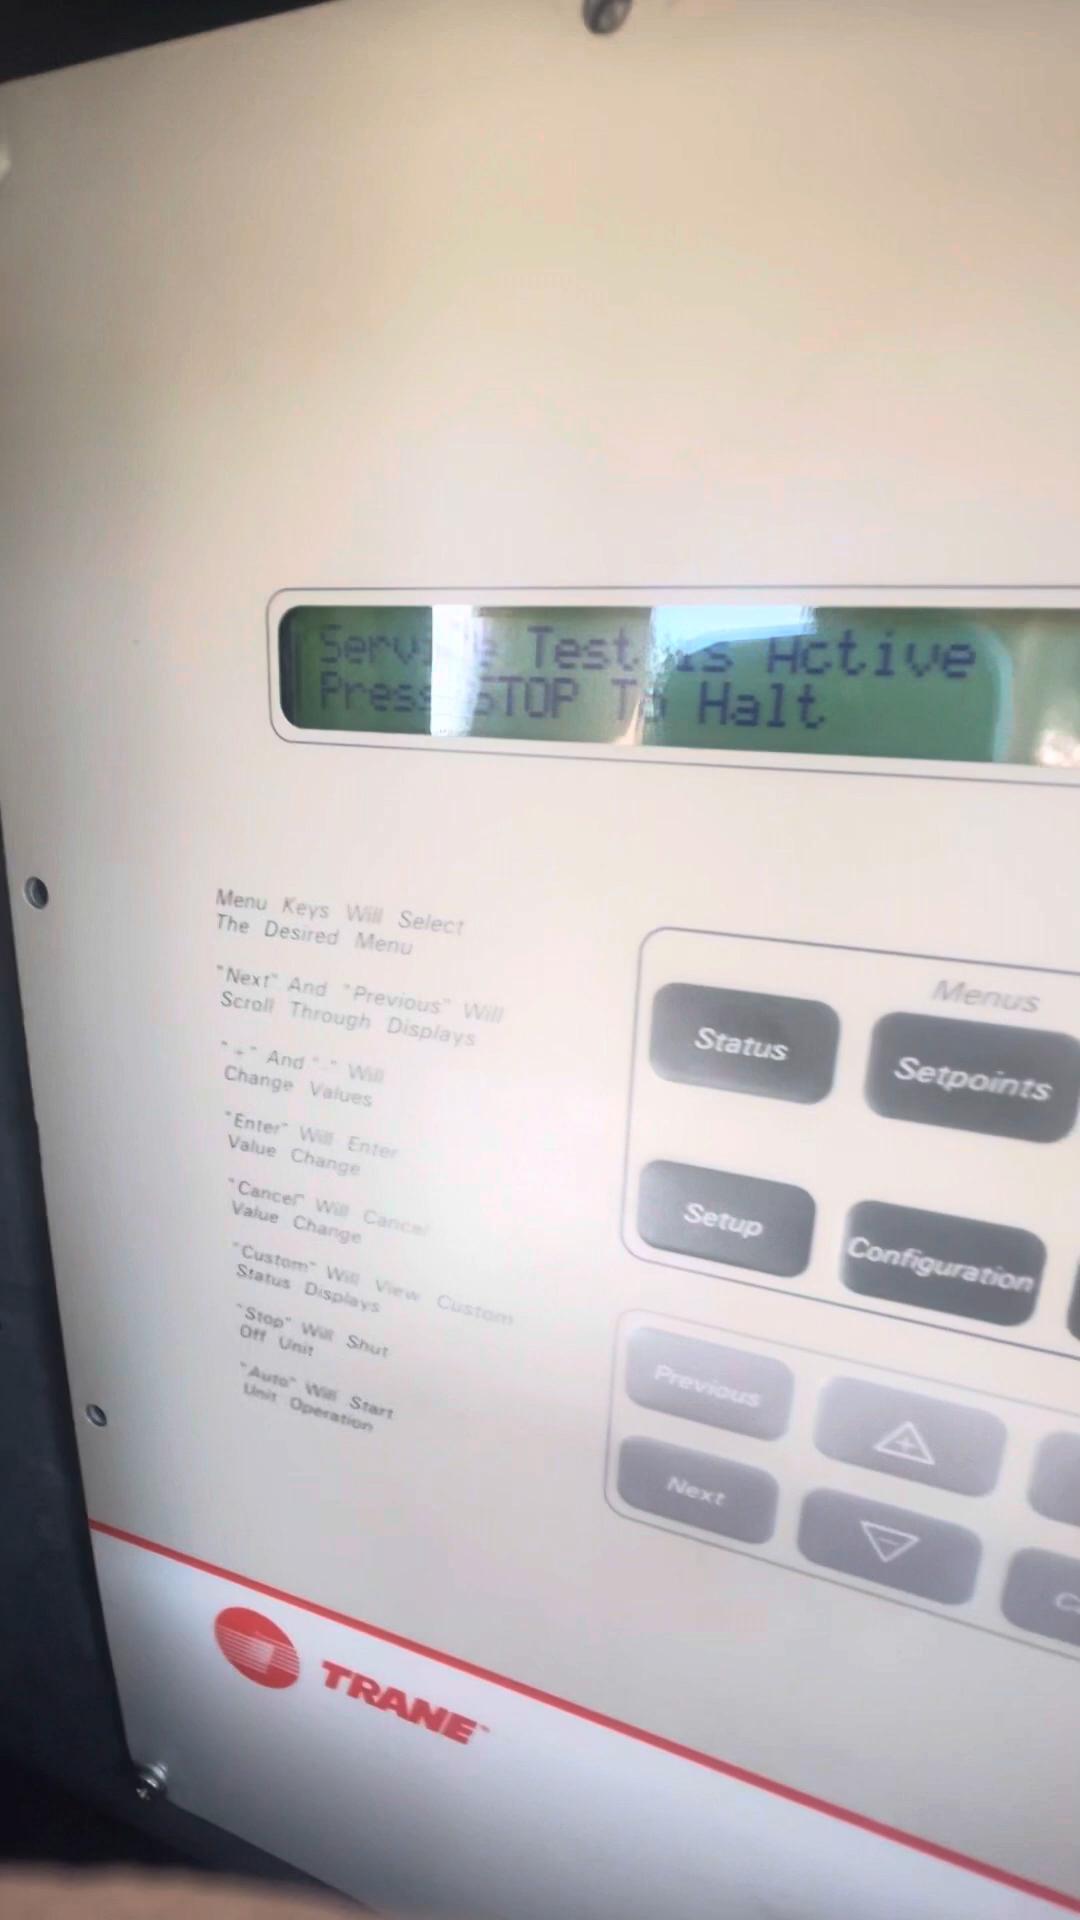 Service Test is Active
Press STOP To Halt
Menu Keys Will Select
The Desired Menu
"Next" And "Previous" Will
Scroll Through Displays
"+" And "-" Will
Change Values
"Enter" Will Enter
Value Change
"Cancel" Will Cancel
Value Change
"Custom" Will View Custom
Status Displays
"Stop" Will Shut
Off Unit
"Auto" Will Start
Unit Operation
Menus
Status
Setpoints
Setup
Configuration
Previous
+
Next
-
TRANE